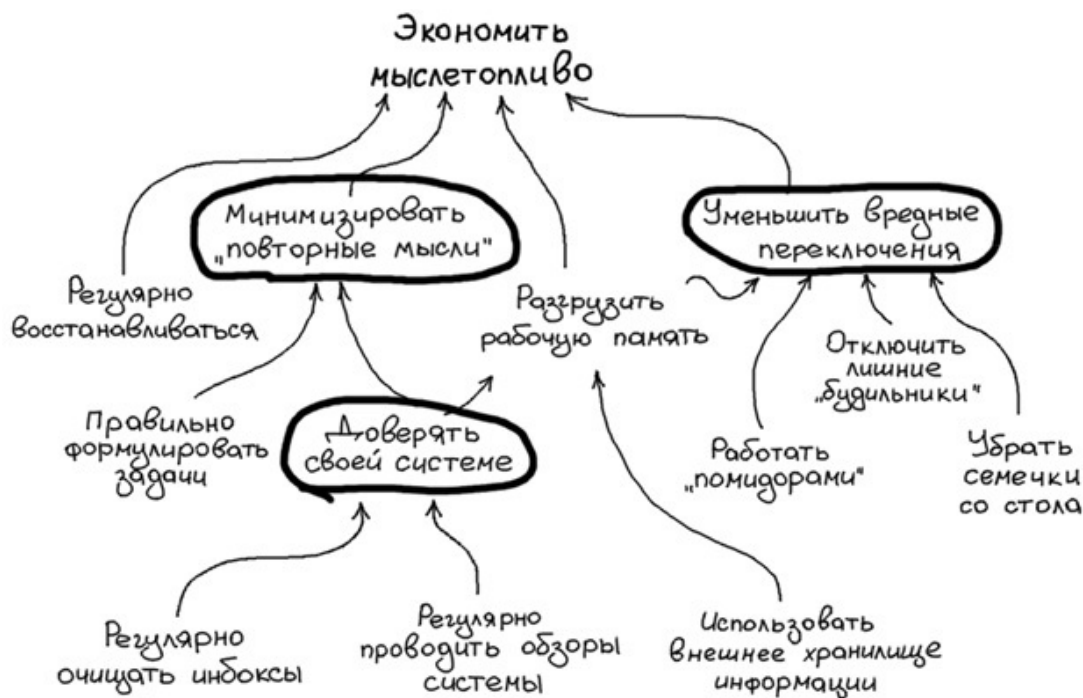 Экономить
мыслетопливо
Минимизировать
„повторные мысли"
Уменьшить вредные
переключения
Регулярно
восстанавливаться
Разгрузить
рабочую память
Отключить
лишние
„будильники"
Правильно
формулировать
задачи
Доверять
своей системе
Работать
„помидорами"
Убрать
семечки
со стола
Регулярно
очищать инбоксы
Регулярно
проводить обзоры
системы
Использовать
внешнее хранилище
информации